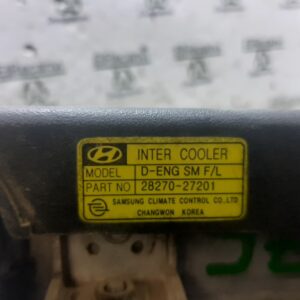 INTER COOLER
MODEL D-ENG SM F/L
PART NO 28270-27201
SAMSUNG CLIMATE CONTROL CO.,LTD
CHANGWON KOREA